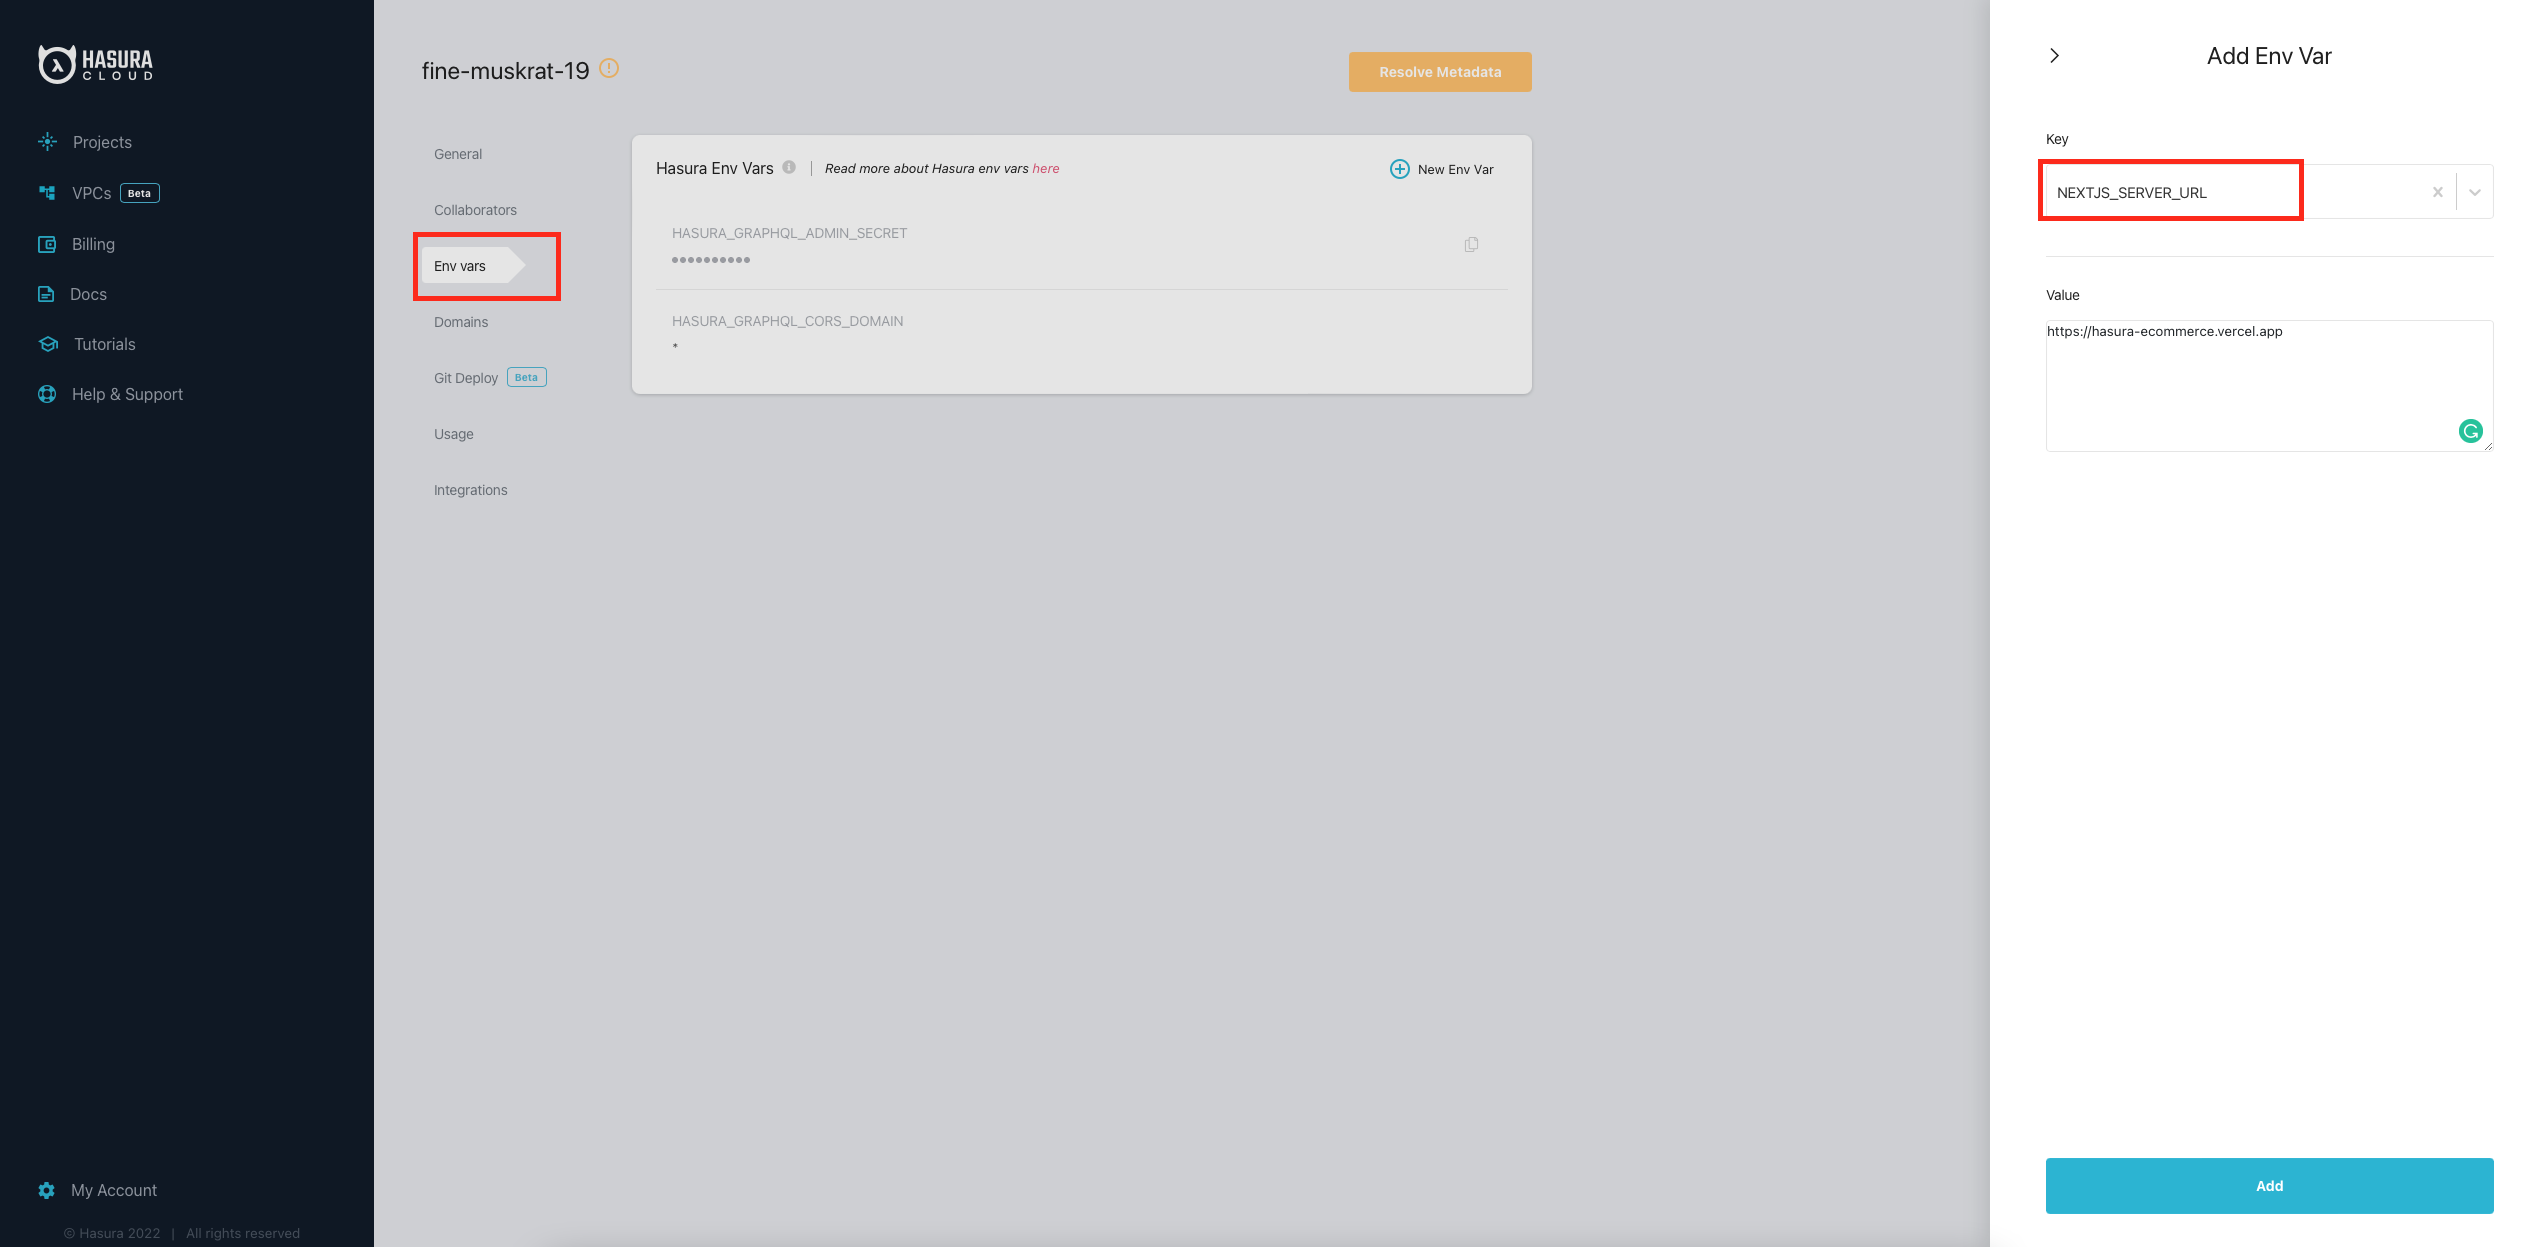 HASURA
CLOUD
Projects
VPCs Beta
Billing
Docs
Tutorials
Help & Support
My Account
© Hasura 2022 | All rights reserved
fine-muskrat-19
Resolve Metadata
General
Collaborators
Env vars
Domains
Git Deploy Beta
Usage
Integrations
Hasura Env Vars | Read more about Hasura env vars here
New Env Var
HASURA_GRAPHQL_ADMIN_SECRET
••••••••••
HASURA_GRAPHQL_CORS_DOMAIN
*
Add Env Var
Key
NEXTJS_SERVER_URL
Value
https://hasura-ecommerce.vercel.app
Add